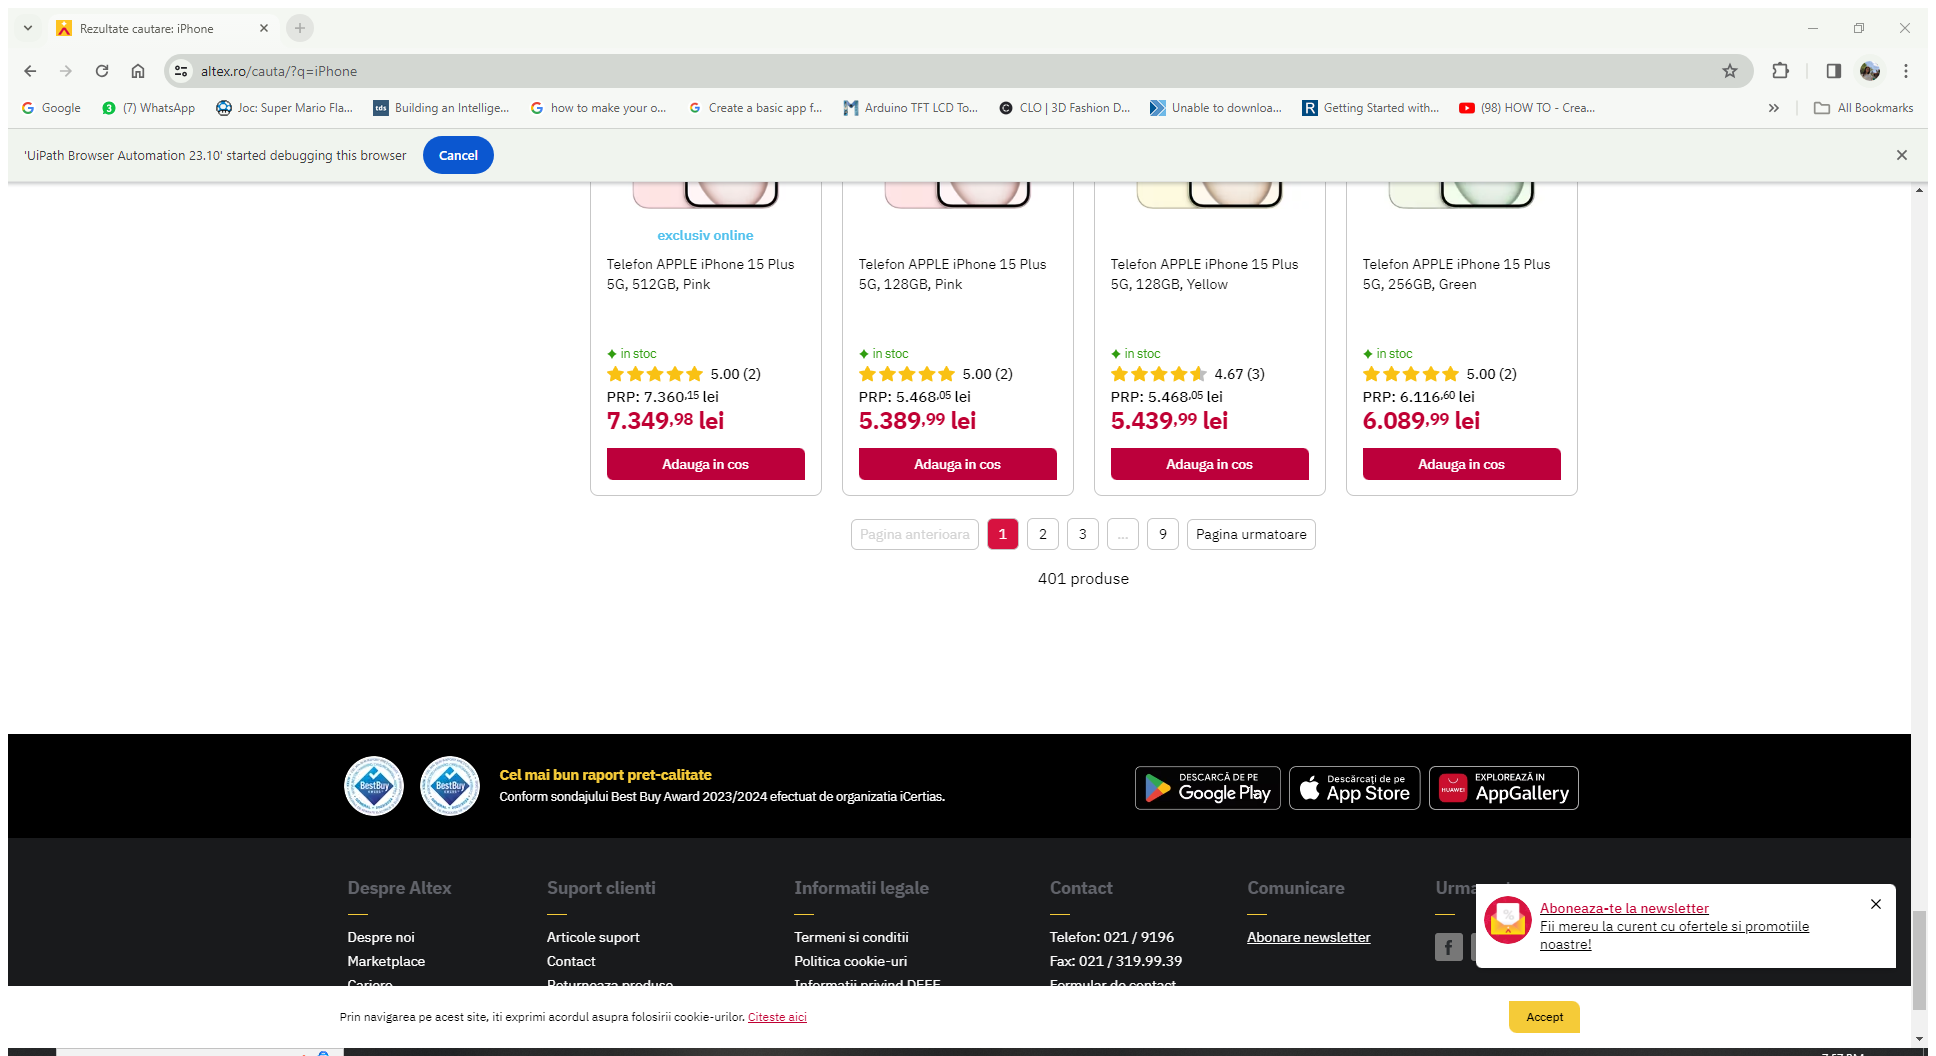 Rezultate cautare: iPhone
altex.ro/cauta/?q=iPhone
Google
(7) WhatsApp
Joc: Super Mario Fla...
tds
Building an Intellige...
how to make your o...
Create a basic app f...
Arduino TFT LCD To...
CLO | 3D Fashion D...
Unable to downloa...
R
Getting Started with...
(98) HOW TO - Crea...
All Bookmarks
'UiPath Browser Automation 23.10' started debugging this browser
Cancel
exclusiv online
Telefon APPLE iPhone 15 Plus
5G, 512GB, Pink
in stoc
5.00 (2)
PRP: 7.360,15 lei
7.349,98 lei
Adauga in cos
Telefon APPLE iPhone 15 Plus
5G, 128GB, Pink
in stoc
5.00 (2)
PRP: 5.468,05 lei
5.389,99 lei
Adauga in cos
Telefon APPLE iPhone 15 Plus
5G, 128GB, Yellow
in stoc
4.67 (3)
PRP: 5.468,05 lei
5.439,99 lei
Adauga in cos
Telefon APPLE iPhone 15 Plus
5G, 256GB, Green
in stoc
5.00 (2)
PRP: 6.116,60 lei
6.089,99 lei
Adauga in cos
Pagina anterioara
1
2
3
...
9
Pagina urmatoare
401 produse
BestBuy
BestBuy
Cel mai bun raport pret-calitate
Conform sondajului Best Buy Award 2023/2024 efectuat de organizatia iCertias.
DESCARCĂ DE PE
Google Play
Descărcați de pe
App Store
HUAWEI
EXPLOREAZĂ IN
AppGallery
Despre Altex
Despre noi
Marketplace
Cariere
Suport clienti
Articole suport
Contact
Returneaza produse
Informatii legale
Termeni si conditii
Politica cookie-uri
Informatii privind DEEE
Contact
Telefon: 021 / 9196
Fax: 021 / 319.99.39
Formular de contact
Comunicare
Abonare newsletter
Aboneaza-te la newsletter
Fii mereu la curent cu ofertele si promotiile
noastre!
Prin navigarea pe acest site, iti exprimi acordul asupra folosirii cookie-urilor. Citeste aici
Accept
7:57 PM